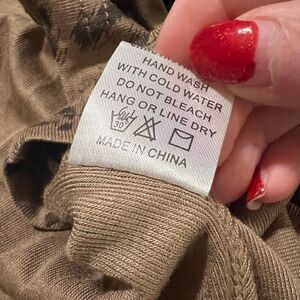 HAND WASH
WITH COLD WATER
DO NOT BLEACH
HANG OR LINE DRY
30
MADE IN CHINA